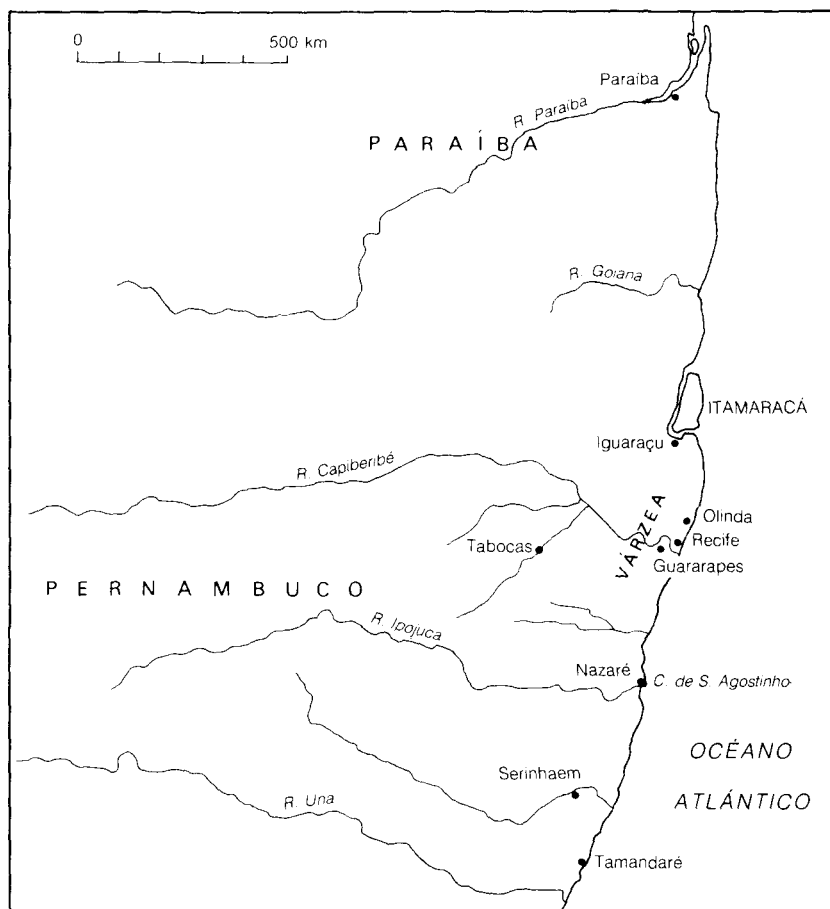 0 500 km
Paraíba
R. Paraíba
PARAÍBA
R. Goiana
ITAMARACÁ
Iguaraçu
R. Capiberibé
VÁRZEA
Olinda
Recife
Tabocas
Guararapes
PERNAMBUCO
R. Ipojuca
Nazaré
C. de S. Agostinho
OCÉANO
ATLÁNTICO
Serinhaem
R. Una
Tamandaré